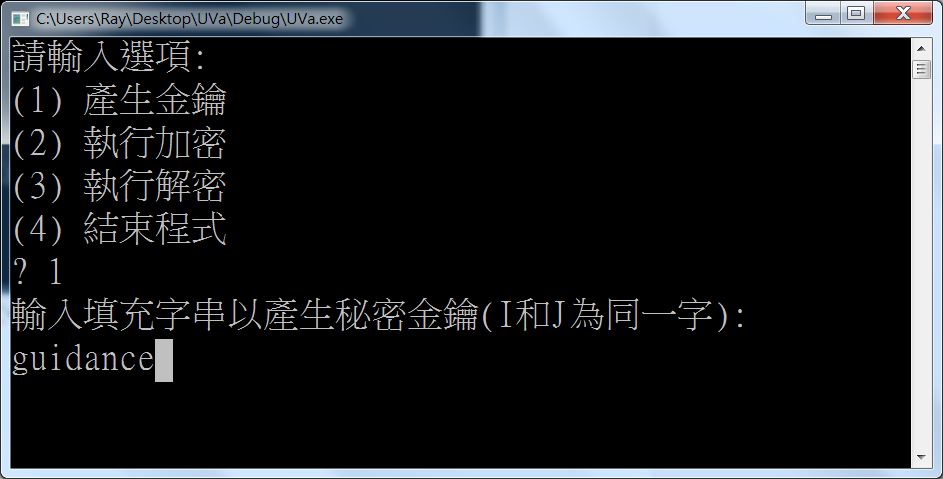 C:\Users\Ray\Desktop\UVa\Debug\UVa.exe
請輸入選項:
(1) 產生金鑰
(2) 執行加密
(3) 執行解密
(4) 結束程式
? 1
輸入填充字串以產生秘密金鑰(I和J為同一字):
guidance